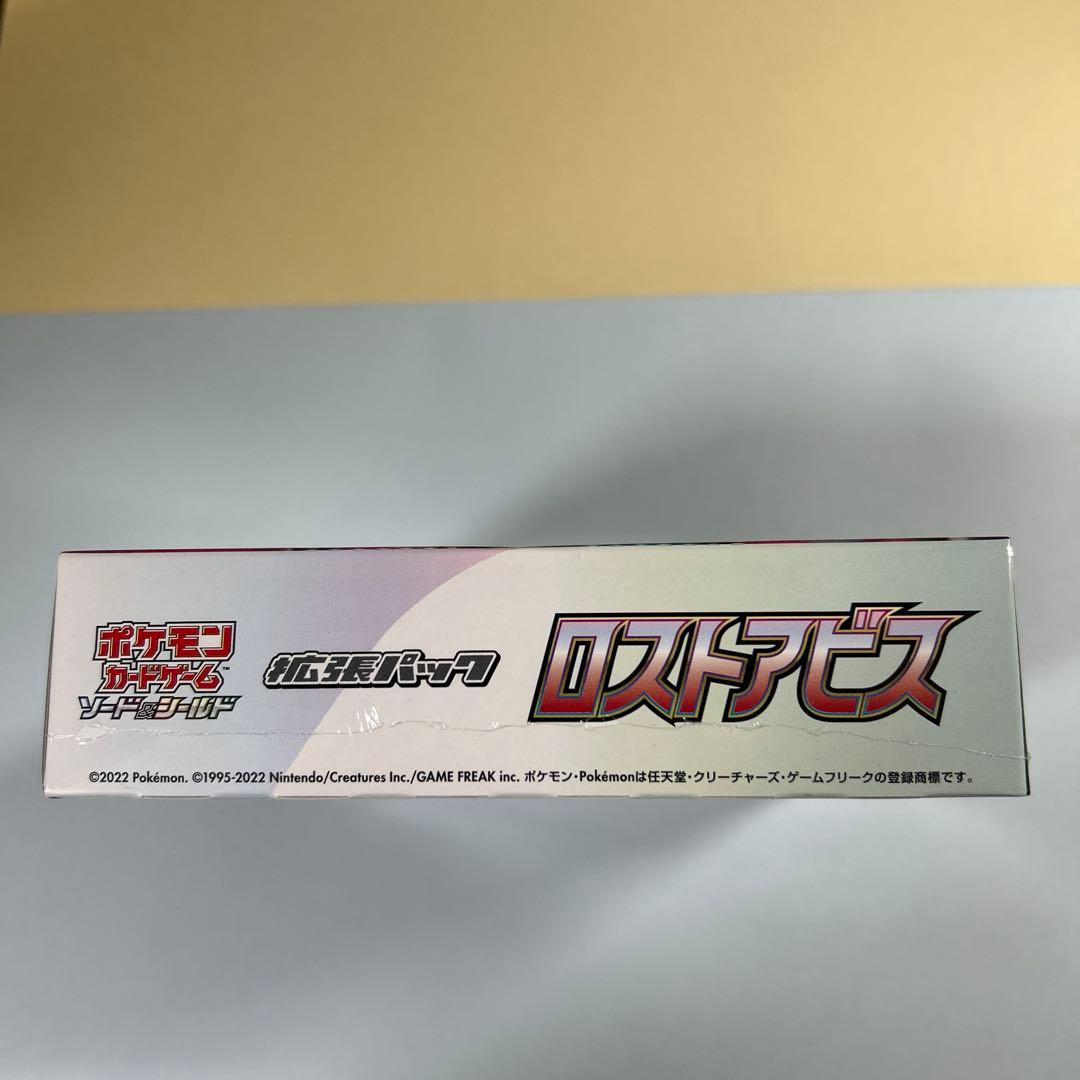 ポケモン
カードゲーム™
ソード&シールド
拡張パック
ロストアビス
©2022 Pokémon. ©1995-2022 Nintendo/Creatures Inc./GAME FREAK inc. ポケモン・Pokémonは任天堂・クリーチャーズ・ゲームフリークの登録商標です。